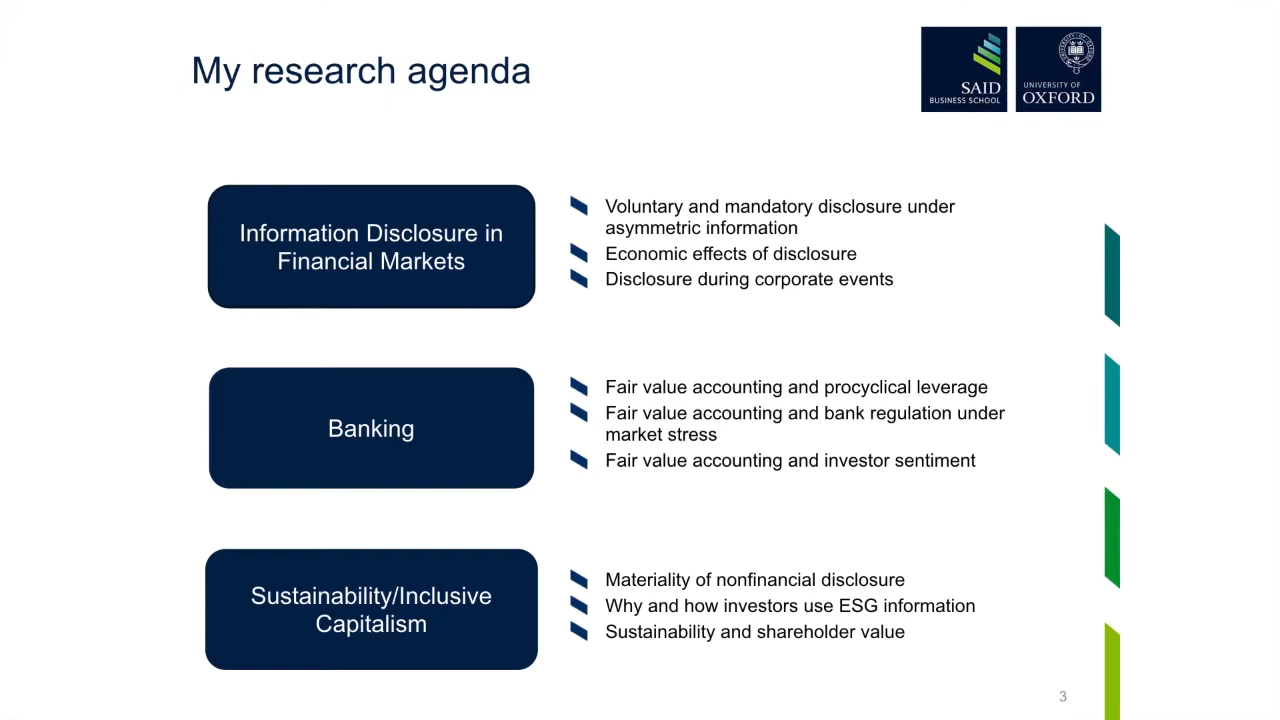 My research agenda
SAID
BUSINESS SCHOOL
UNIVERSITY OF
OXFORD
Information Disclosure in
Financial Markets
Voluntary and mandatory disclosure under
asymmetric information
Economic effects of disclosure
Disclosure during corporate events
Banking
Fair value accounting and procyclical leverage
Fair value accounting and bank regulation under
market stress
Fair value accounting and investor sentiment
Sustainability/Inclusive
Capitalism
Materiality of nonfinancial disclosure
Why and how investors use ESG information
Sustainability and shareholder value
3